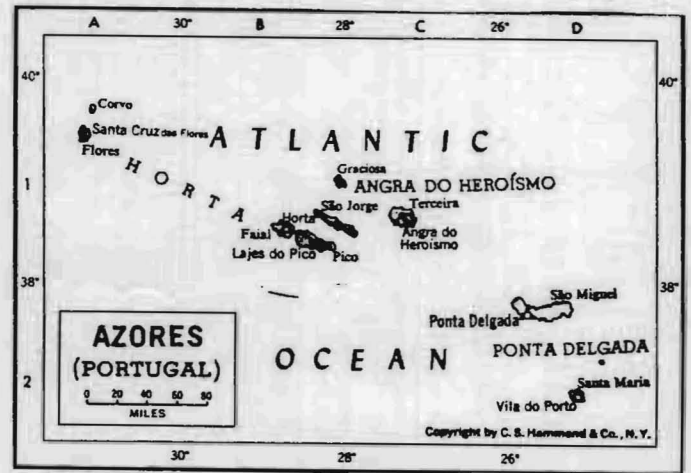 A B C D
30° 28° 26°
40° 40°
Corvo
Santa Cruz das Flores
Flores
ATLANTIC
HORTA
Graciosa
1
ANGRA DO HEROÍSMO
São Jorge
Terceira
Horta
Faial
Angra do
Heroísmo
Lajes do Pico
Pico
38° 38°
São Miguel
Ponta Delgada
AZORES
(PORTUGAL)
0 20 40 60 80
MILES
OCEAN
PONTA DELGADA
2
Santa Maria
Vila do Porto
Copyright by C. S. Hammond & Co., N. Y.
30° 28° 26°